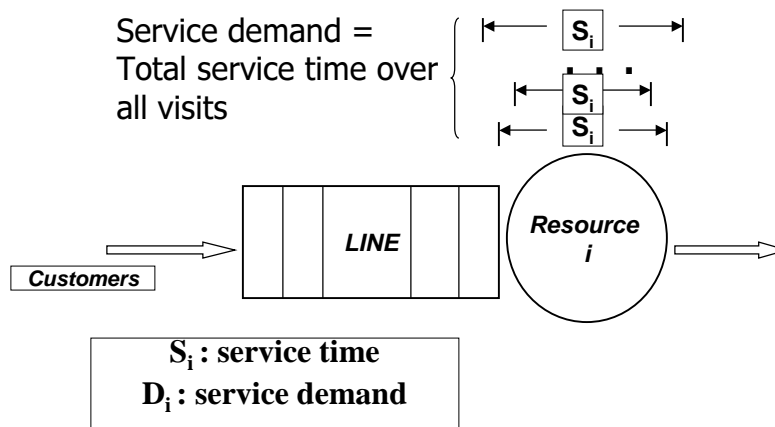 Service demand =
Total service time over
all visits
Si
. . .
Si
Si
LINE
Resource
i
Customers
Si : service time
Di : service demand